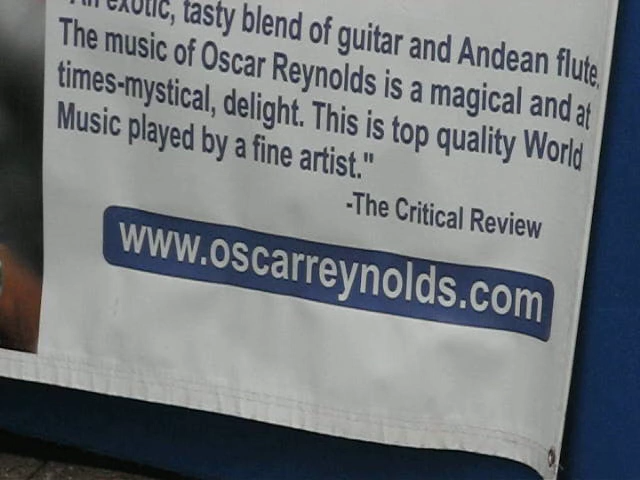 "An exotic, tasty blend of guitar and Andean flute.
The music of Oscar Reynolds is a magical and at
times-mystical, delight. This is top quality World
Music played by a fine artist."
-The Critical Review
www.oscarreynolds.com